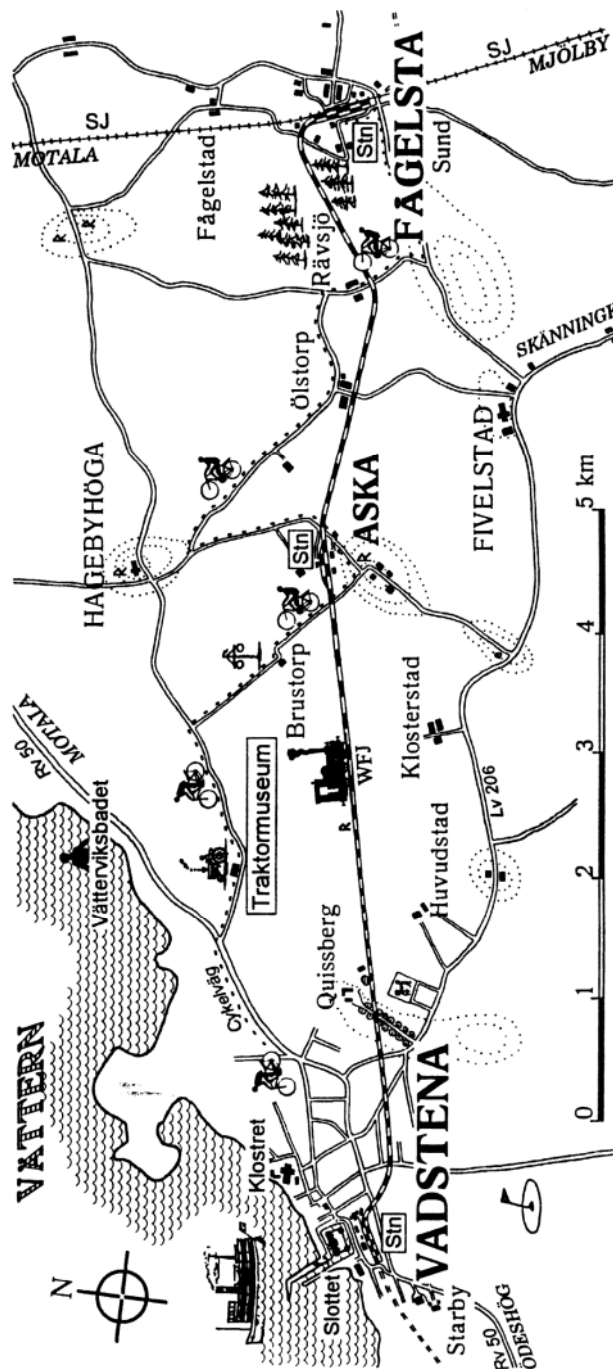 VÄTTERN
N
Vätterviksbadet
Rv 50
MOTALA
HAGEBYHÖGA
R
R
R
MOTALA
SJ
SJ
MJÖLBY
Fågelstad
Stn
Sund
FÅGELSTA
Rävsjö
Ölstorp
Stn
ASKA
R
Brustorp
Traktormuseum
WFJ
R
Cykelväg
Quissberg
H
Klosterstad
Huvudstad
Lv 206
FIVELSTAD
SKÄNNINGE
Klostret
Slottet
Stn
VADSTENA
Starby
Rv 50
ÖDESHÖG
0 1 2 3 4 5 km